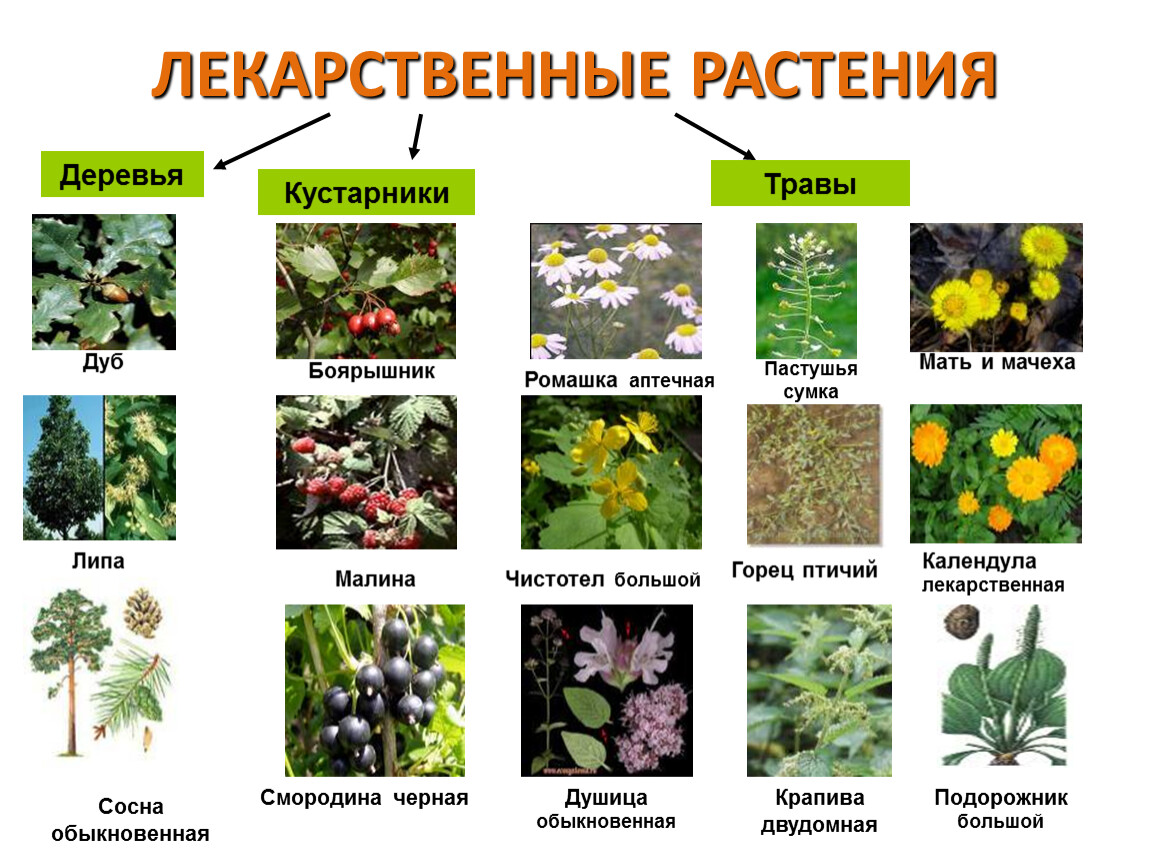 ЛЕКАРСТВЕННЫЕ РАСТЕНИЯ
Деревья
Кустарники
Травы
Дуб
Боярышник
Ромашка аптечная
Пастушья
сумка
Мать и мачеха
Липа
Малина
Чистотел большой
Горец птичий
Календула
лекарственная
Сосна
обыкновенная
Смородина черная
Душица
обыкновенная
Крапива
двудомная
Подорожник
большой